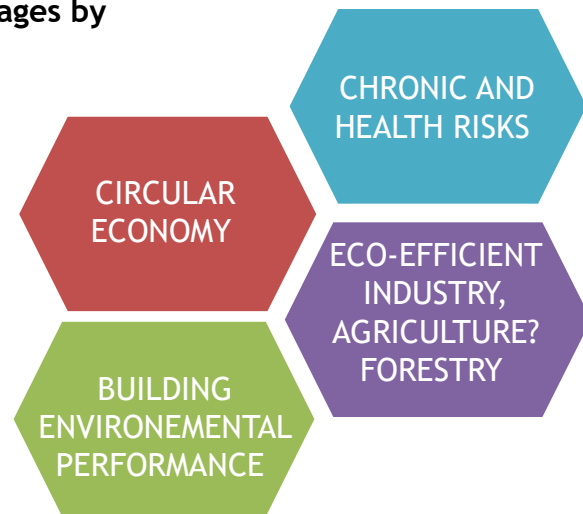 ages by
CHRONIC AND
HEALTH RISKS
CIRCULAR
ECONOMY
ECO-EFFICIENT
INDUSTRY,
AGRICULTURE?
FORESTRY
BUILDING
ENVIRONEMENTAL
PERFORMANCE